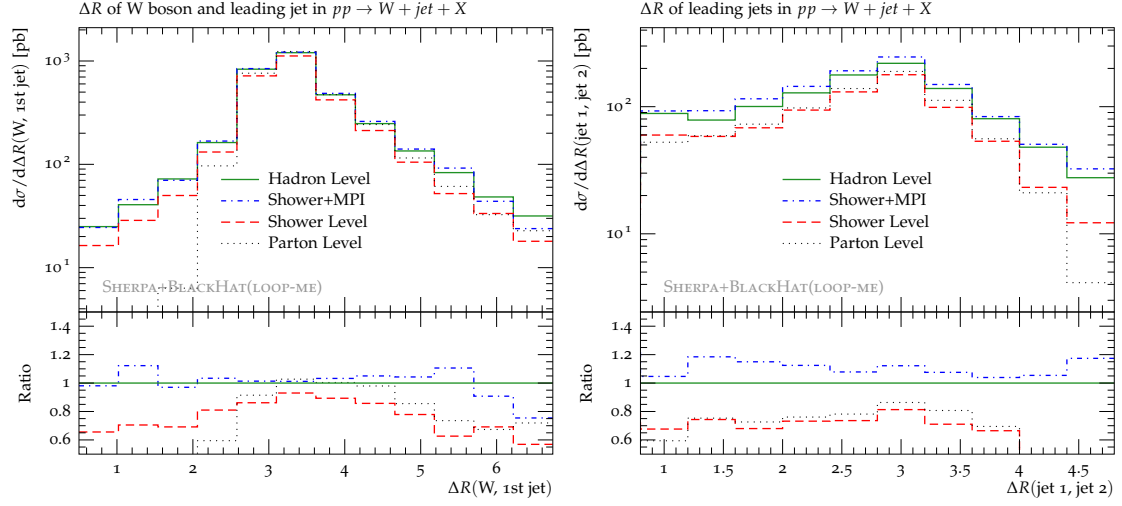 ΔR of W boson and leading jet in pp → W + jet + X
dσ/dΔR(W, 1st jet) [pb]
10³
10²
10¹
Hadron Level
Shower+MPI
Shower Level
Parton Level
SHERPA+BLACKHAT(LOOP-ME)
Ratio
1.4
1.2
1
0.8
0.6
1 2 3 4 5 6
ΔR(W, 1st jet)
ΔR of leading jets in pp → W + jet + X
dσ/dΔR(jet 1, jet 2) [pb]
10²
10¹
Hadron Level
Shower+MPI
Shower Level
Parton Level
SHERPA+BLACKHAT(LOOP-ME)
Ratio
1.4
1.2
1
0.8
0.6
1 1.5 2 2.5 3 3.5 4 4.5
ΔR(jet 1, jet 2)